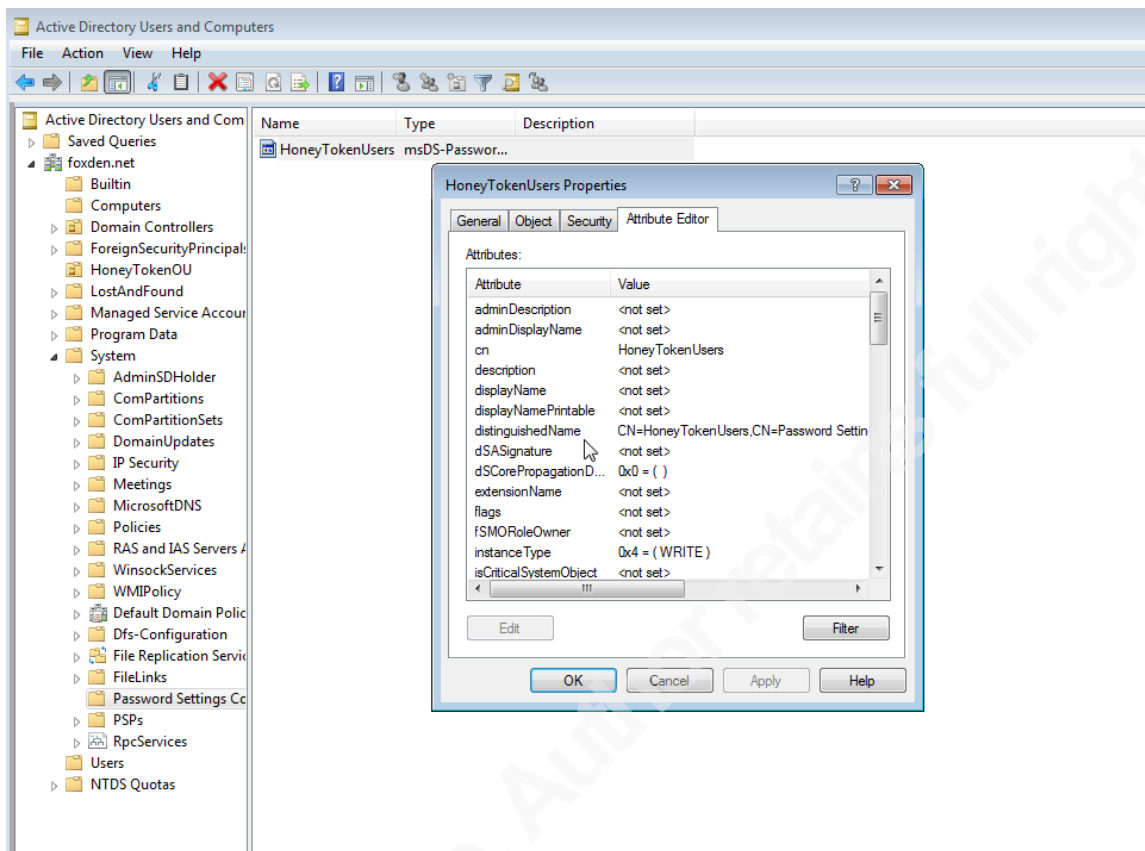 Active Directory Users and Computers
File Action View Help
Active Directory Users and Com
Saved Queries
foxden.net
Builtin
Computers
Domain Controllers
ForeignSecurityPrincipals
HoneyTokenOU
LostAndFound
Managed Service Accour
Program Data
System
AdminSDHolder
ComPartitions
ComPartitionSets
DomainUpdates
IP Security
Meetings
MicrosoftDNS
Policies
RAS and IAS Servers A
WinsockServices
WMIPolicy
Default Domain Polic
Dfs-Configuration
File Replication Servic
FileLinks
Password Settings Cc
PSPs
RpcServices
Users
NTDS Quotas
Name Type Description
HoneyTokenUsers msDS-Passwor...
HoneyTokenUsers Properties
General Object Security Attribute Editor
Attributes:
Attribute Value
adminDescription <not set>
adminDisplayName <not set>
cn HoneyTokenUsers
description <not set>
displayName <not set>
displayNamePrintable <not set>
distinguishedName CN=HoneyTokenUsers,CN=Password Settin
dSASignature <not set>
dSCorePropagationD... 0x0 = ( )
extensionName <not set>
flags <not set>
fSMORoleOwner <not set>
instanceType 0x4 = ( WRITE )
isCriticalSystemObject <not set>
Edit Filter
OK Cancel Apply Help
Author retains full right